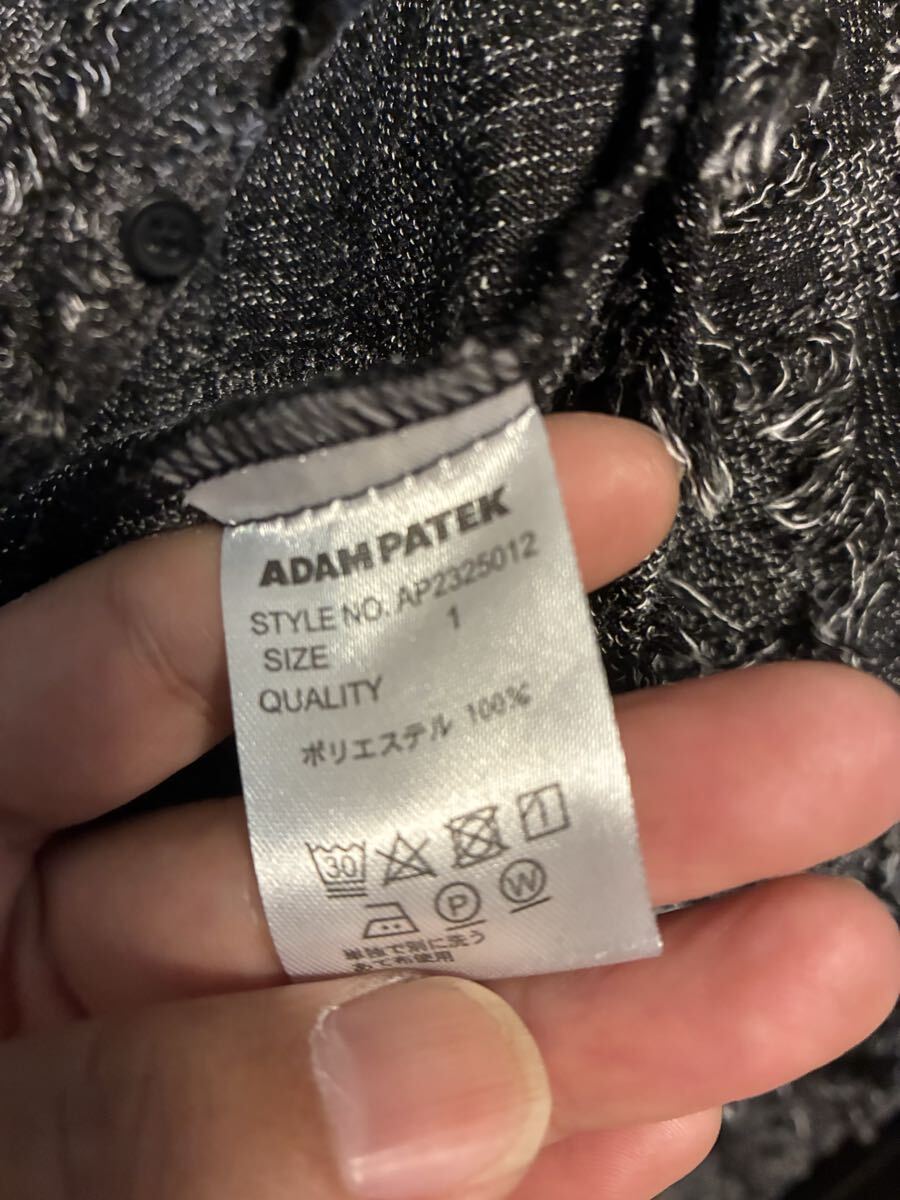 ADAM PATEK
STYLE NO. AP2325012
SIZE 1
QUALITY
ポリエステル 100%
30
P W
単独で別に洗う
あて布使用